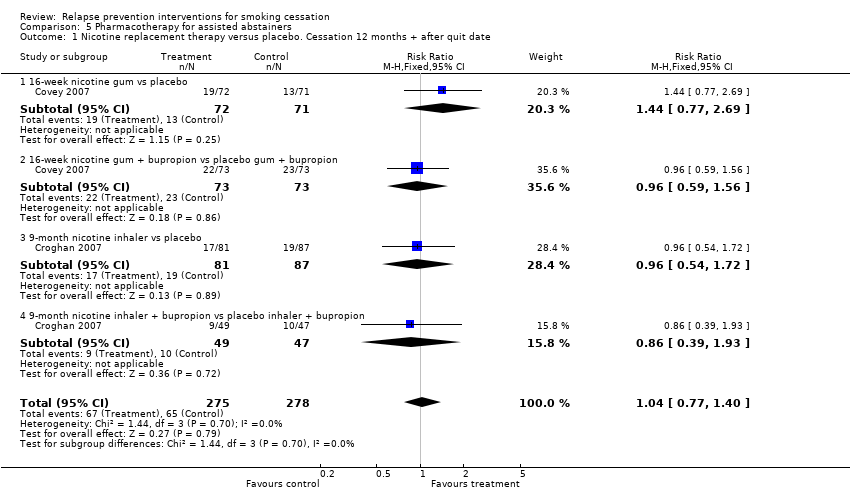 Review: Relapse prevention interventions for smoking cessation
Comparison: 5 Pharmacotherapy for assisted abstainers
Outcome: 1 Nicotine replacement therapy versus placebo. Cessation 12 months + after quit date
Study or subgroup Treatment Control Risk Ratio Weight Risk Ratio
n/N n/N M-H,Fixed,95% CI M-H,Fixed,95% CI
1 16-week nicotine gum vs placebo
Covey 2007 19/72 13/71 20.3 % 1.44 [ 0.77, 2.69 ]
Subtotal (95% CI) 72 71 20.3 % 1.44 [ 0.77, 2.69 ]
Total events: 19 (Treatment), 13 (Control)
Heterogeneity: not applicable
Test for overall effect: Z = 1.15 (P = 0.25)
2 16-week nicotine gum + bupropion vs placebo gum + bupropion
Covey 2007 22/73 23/73 35.6 % 0.96 [ 0.59, 1.56 ]
Subtotal (95% CI) 73 73 35.6 % 0.96 [ 0.59, 1.56 ]
Total events: 22 (Treatment), 23 (Control)
Heterogeneity: not applicable
Test for overall effect: Z = 0.18 (P = 0.86)
3 9-month nicotine inhaler vs placebo
Croghan 2007 17/81 19/87 28.4 % 0.96 [ 0.54, 1.72 ]
Subtotal (95% CI) 81 87 28.4 % 0.96 [ 0.54, 1.72 ]
Total events: 17 (Treatment), 19 (Control)
Heterogeneity: not applicable
Test for overall effect: Z = 0.13 (P = 0.89)
4 9-month nicotine inhaler + bupropion vs placebo inhaler + bupropion
Croghan 2007 9/49 10/47 15.8 % 0.86 [ 0.39, 1.93 ]
Subtotal (95% CI) 49 47 15.8 % 0.86 [ 0.39, 1.93 ]
Total events: 9 (Treatment), 10 (Control)
Heterogeneity: not applicable
Test for overall effect: Z = 0.36 (P = 0.72)
Total (95% CI) 275 278 100.0 % 1.04 [ 0.77, 1.40 ]
Total events: 67 (Treatment), 65 (Control)
Heterogeneity: Chi² = 1.44, df = 3 (P = 0.70); I² =0.0%
Test for overall effect: Z = 0.27 (P = 0.79)
Test for subgroup differences: Chi² = 1.44, df = 3 (P = 0.70), I² =0.0%
0.2 0.5 1 2 5
Favours control Favours treatment